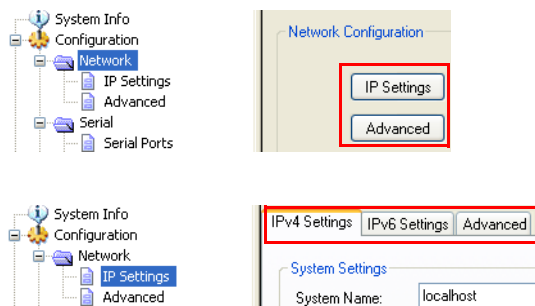 System Info
Configuration
Network
IP Settings
Advanced
Serial
Serial Ports
Network Configuration
IP Settings
Advanced
System Info
Configuration
Network
IP Settings
Advanced
IPv4 Settings IPv6 Settings Advanced
System Settings
System Name: localhost